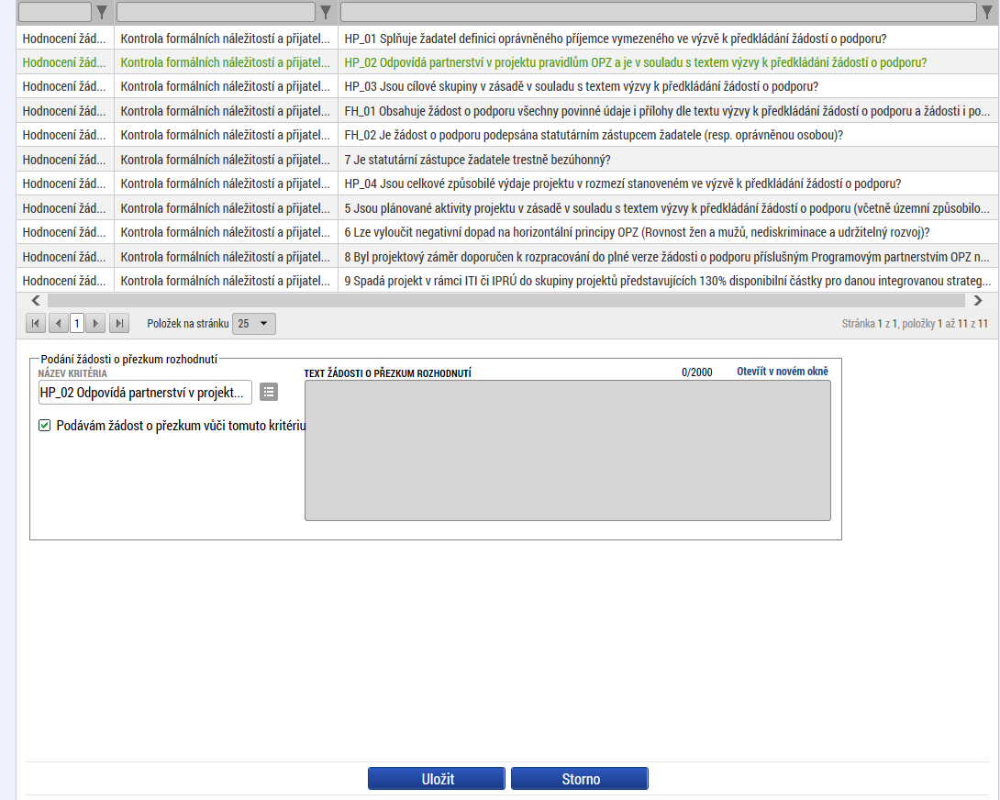 Hodnocení žád... Kontrola formálních náležitostí a přijatel... HP_01 Splňuje žadatel definici oprávněného příjemce vymezeného ve výzvě k předkládání žádostí o podporu?
Hodnocení žád... Kontrola formálních náležitostí a přijatel... HP_02 Odpovídá partnerství v projektu pravidlům OPZ a je v souladu s textem výzvy k předkládání žádostí o podporu?
Hodnocení žád... Kontrola formálních náležitostí a přijatel... HP_03 Jsou cílové skupiny v zásadě v souladu s textem výzvy k předkládání žádostí o podporu?
Hodnocení žád... Kontrola formálních náležitostí a přijatel... FH_01 Obsahuje žádost o podporu všechny povinné údaje i přílohy dle textu výzvy k předkládání žádostí o podporu a žádosti i po...
Hodnocení žád... Kontrola formálních náležitostí a přijatel... FH_02 Je žádost o podporu podepsána statutárním zástupcem žadatele (resp. oprávněnou osobou)?
Hodnocení žád... Kontrola formálních náležitostí a přijatel... 7 Je statutární zástupce žadatele trestně bezúhonný?
Hodnocení žád... Kontrola formálních náležitostí a přijatel... HP_04 Jsou celkové způsobilé výdaje projektu v rozmezí stanoveném ve výzvě k předkládání žádostí o podporu?
Hodnocení žád... Kontrola formálních náležitostí a přijatel... 5 Jsou plánované aktivity projektu v zásadě v souladu s textem výzvy k předkládání žádostí o podporu (včetně územní způsobilo...
Hodnocení žád... Kontrola formálních náležitostí a přijatel... 6 Lze vyloučit negativní dopad na horizontální principy OPZ (Rovnost žen a mužů, nediskriminace a udržitelný rozvoj)?
Hodnocení žád... Kontrola formálních náležitostí a přijatel... 8 Byl projektový záměr doporučen k rozpracování do plné verze žádosti o podporu příslušným Programovým partnerstvím OPZ n...
Hodnocení žád... Kontrola formálních náležitostí a přijatel... 9 Spadá projekt v rámci ITI či IPRÚ do skupiny projektů představujících 130% disponibilní částky pro danou integrovanou strateg...
1 Položek na stránku 25 Stránka 1 z 1, položky 1 až 11 z 11
Podání žádosti o přezkum rozhodnutí
NÁZEV KRITÉRIA TEXT ŽÁDOSTI O PŘEZKUM ROZHODNUTÍ 0/2000 Otevřít v novém okně
HP_02 Odpovídá partnerství v projekt...
Podávám žádost o přezkum vůči tomuto kritériu
Uložit Storno